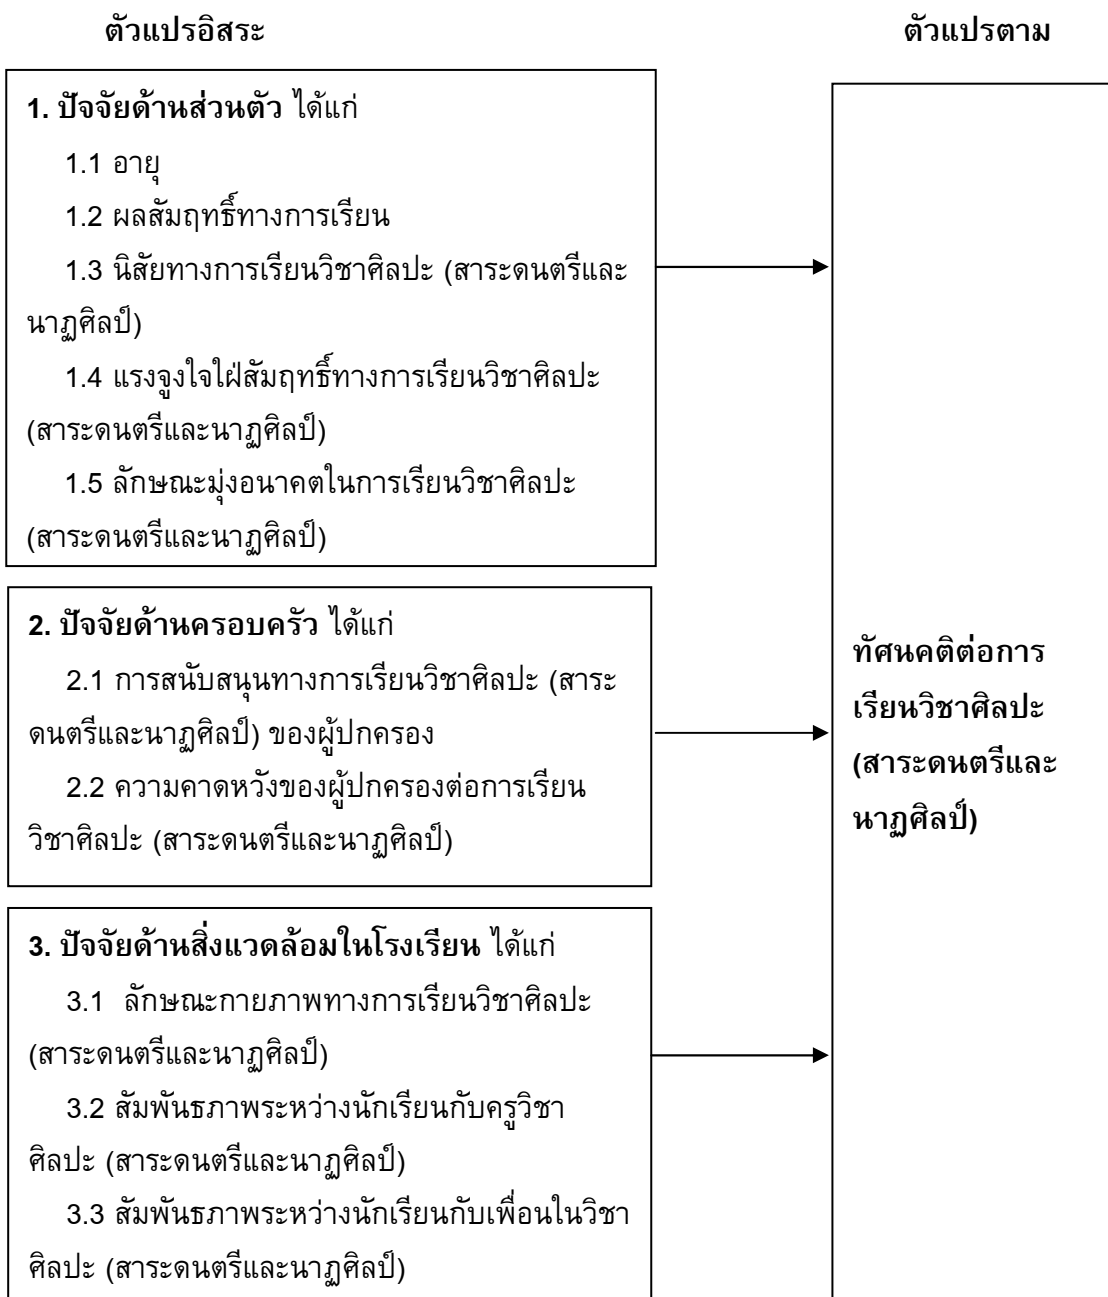 ตัวแปรอิสระ
ตัวแปรตาม
1. ปัจจัยด้านส่วนตัว ได้แก่
1.1 อายุ
1.2 ผลสัมฤทธิ์ทางการเรียน
1.3 นิสัยทางการเรียนวิชาศิลปะ (สาระดนตรีและ
นาฏศิลป์)
1.4 แรงจูงใจใฝ่สัมฤทธิ์ทางการเรียนวิชาศิลปะ
(สาระดนตรีและนาฏศิลป์)
1.5 ลักษณะมุ่งอนาคตในการเรียนวิชาศิลปะ
(สาระดนตรีและนาฏศิลป์)
2. ปัจจัยด้านครอบครัว ได้แก่
2.1 การสนับสนุนทางการเรียนวิชาศิลปะ (สาระ
ดนตรีและนาฏศิลป์) ของผู้ปกครอง
2.2 ความคาดหวังของผู้ปกครองต่อการเรียน
วิชาศิลปะ (สาระดนตรีและนาฏศิลป์)
3. ปัจจัยด้านสิ่งแวดล้อมในโรงเรียน ได้แก่
3.1 ลักษณะกายภาพทางการเรียนวิชาศิลปะ
(สาระดนตรีและนาฏศิลป์)
3.2 สัมพันธภาพระหว่างนักเรียนกับครูวิชา
ศิลปะ (สาระดนตรีและนาฏศิลป์)
3.3 สัมพันธภาพระหว่างนักเรียนกับเพื่อนในวิชา
ศิลปะ (สาระดนตรีและนาฏศิลป์)
ทัศนคติต่อการ
เรียนวิชาศิลปะ
(สาระดนตรีและ
นาฏศิลป์)